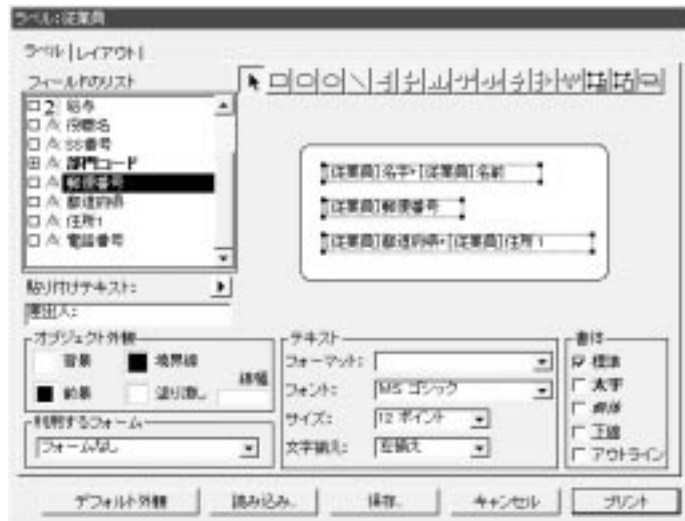 ラベル:従業員
ラベル
レイアウト
フィールドのリスト
給与
役職名
SS番号
部門コード
郵便番号
都道府県
住所1
電話番号
[従業員]名字+[従業員]名前
[従業員]郵便番号
[従業員]都道府県+[従業員]住所1
貼り付けテキスト:
差出人:
オブジェクト外観
背景
境界線
前景
塗り潰し
線幅
利用するフォーム
フォームなし
テキスト
フォーマット:
フォント:
MS ゴシック
サイズ:
12 ポイント
文字揃え:
左揃え
書体
標準
太字
斜体
下線
アウトライン
デフォルト外観
読み込み..
保存..
キャンセル
プリント